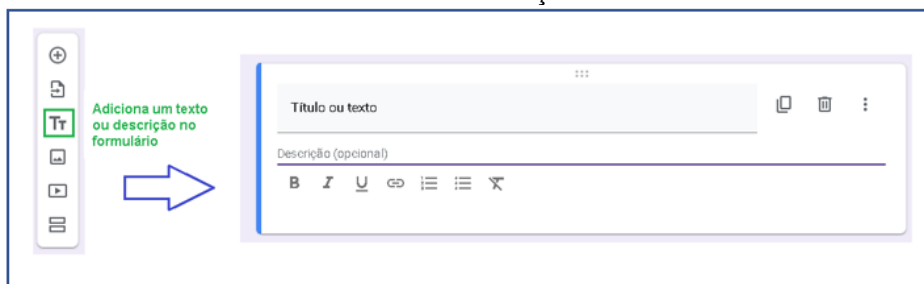 Adiciona um texto
ou descrição no
formulário
Título ou texto
Descrição (opcional)